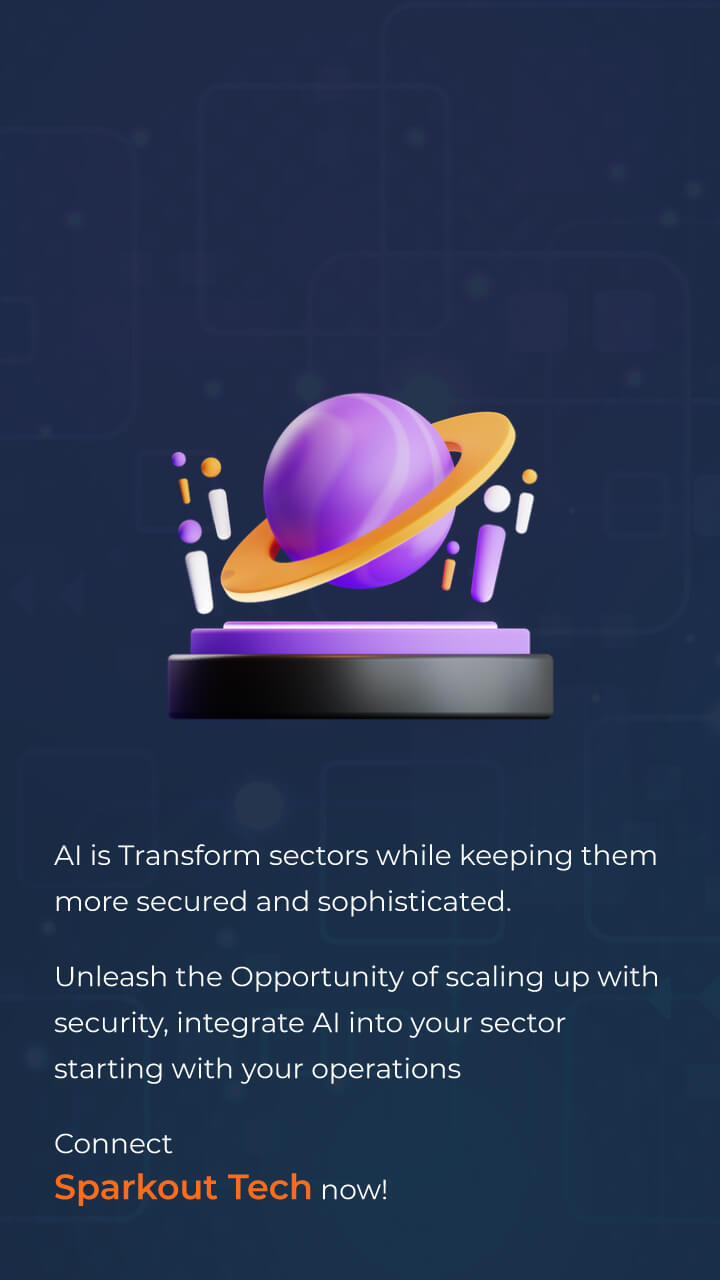 AI is Transform sectors while keeping them
more secured and sophisticated.
Unleash the Opportunity of scaling up with
security, integrate AI into your sector
starting with your operations
Connect
Sparkout Tech now!